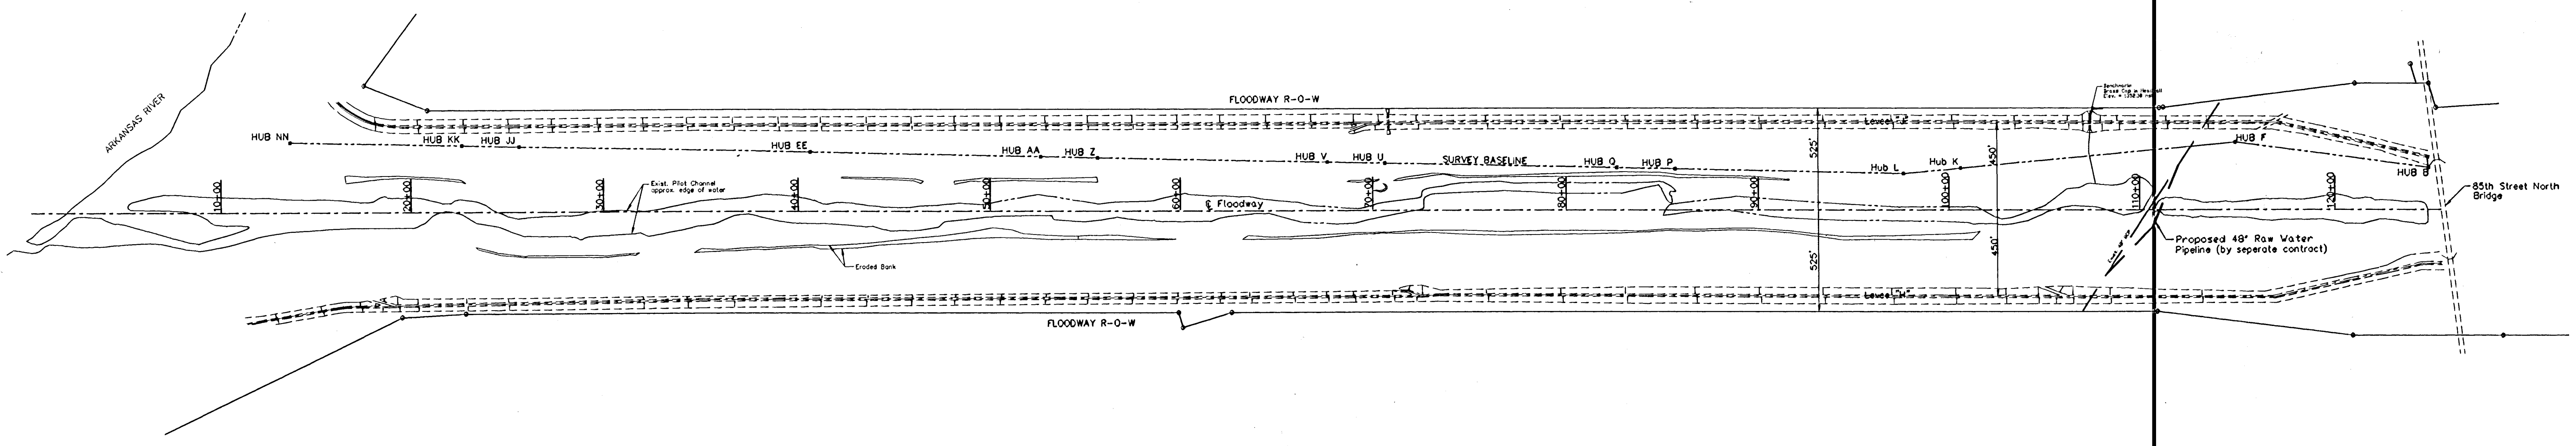 ARKANSAS RIVER
FLOODWAY R-O-W
Benchmark
Levee "J"
HUB NN
HUB KK
HUB JJ
HUB EE
HUB AA
HUB Z
HUB V
HUB U
SURVEY BASELINE
HUB Q
HUB P
HUB L
Hub K
HUB F
HUB B
525'
450'
Exist. Pilot Channel
approx. edge of water
10+00
20+00
30+00
40+00
50+00
60+00
70+00
80+00
90+00
100+00
110+00
120+00
℄ Floodway
85th Street North
Bridge
Proposed 48" Raw Water
Pipeline (by seperate contract)
Eroded Bank
525'
450'
Levee "H"
FLOODWAY R-O-W